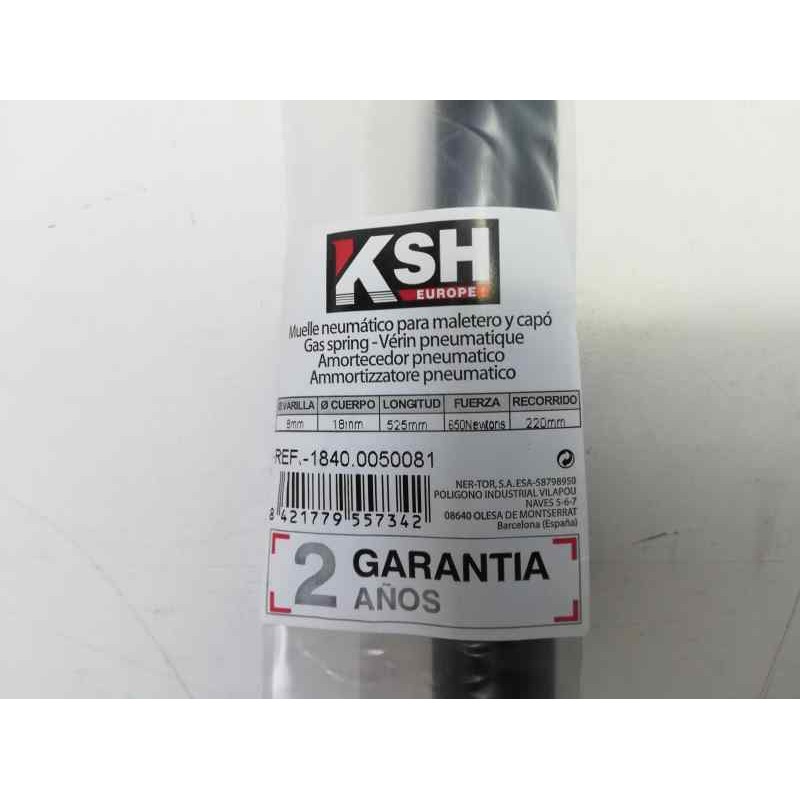 KSH
EUROPE
Muelle neumático para maletero y capó
Gas spring - Vérin pneumatique
Amortecedor pneumatico
Ammortizzatore pneumatico
Ø VARILLA Ø CUERPO LONGITUD FUERZA RECORRIDO
8mm 18mm 525mm 650Newtons 220mm
REF.-1840.0050081
NER-TOR, S.A. ESA-58798950
POLIGONO INDUSTRIAL VILAPOU
NAVES 5-6-7
08640 OLESA DE MONTSERRAT
Barcelona (España)
8 421779 557342
2 GARANTIA
AÑOS